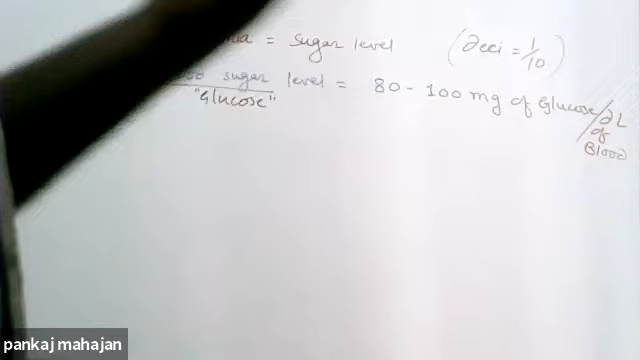 = sugar level (deci = 1/10)
sugar level = 80 - 100 mg of Glucose/dL of Blood
"Glucose"
pankaj mahajan